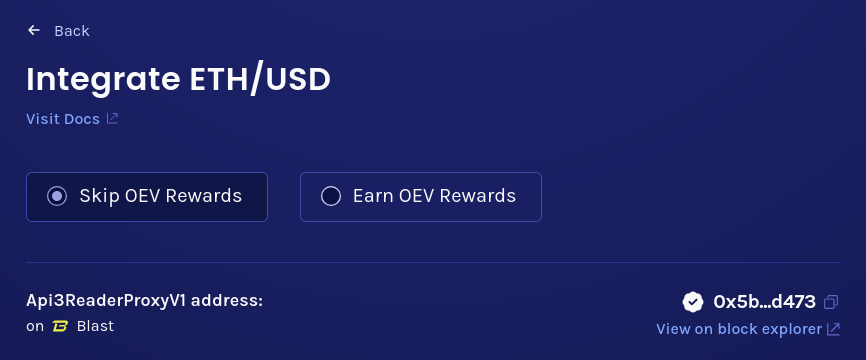 Back
Integrate ETH/USD
Visit Docs
Skip OEV Rewards
Earn OEV Rewards
Api3ReaderProxyV1 address:
on Blast
0x5b...d473
View on block explorer